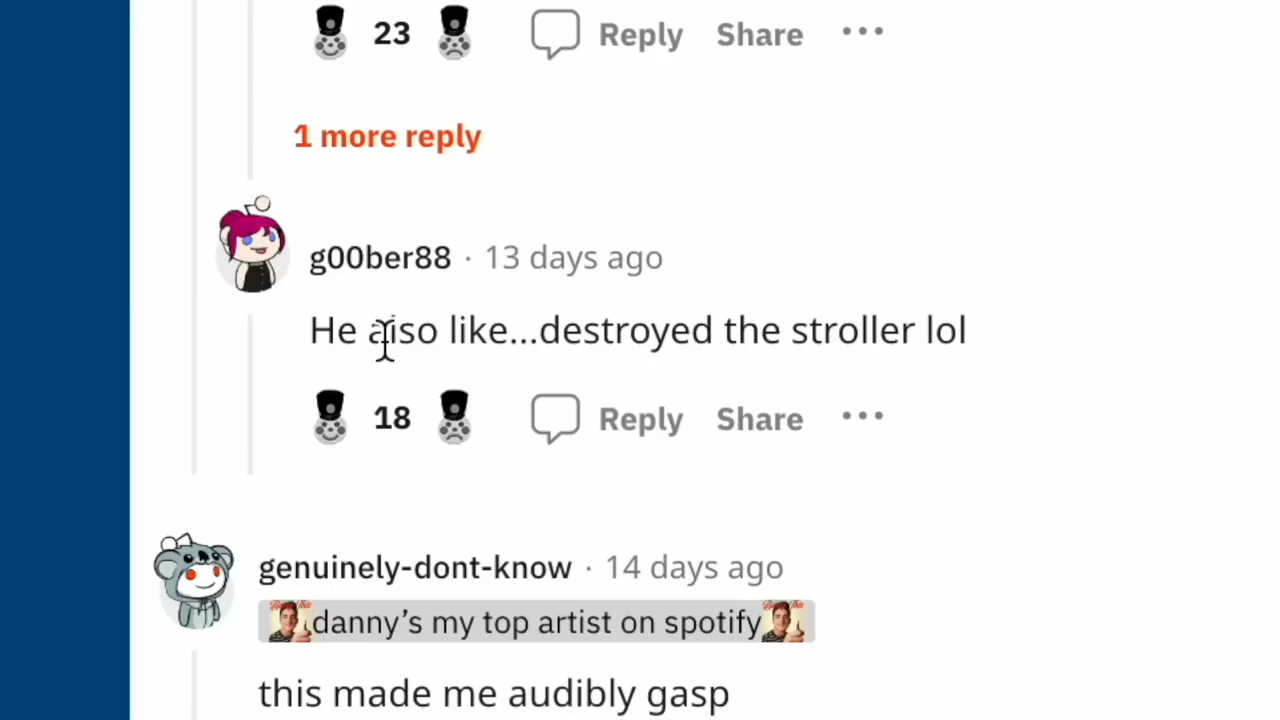 23 Reply Share
1 more reply
g00ber88 · 13 days ago
He also like...destroyed the stroller lol
18 Reply Share
genuinely-dont-know · 14 days ago
danny’s my top artist on spotify
this made me audibly gasp